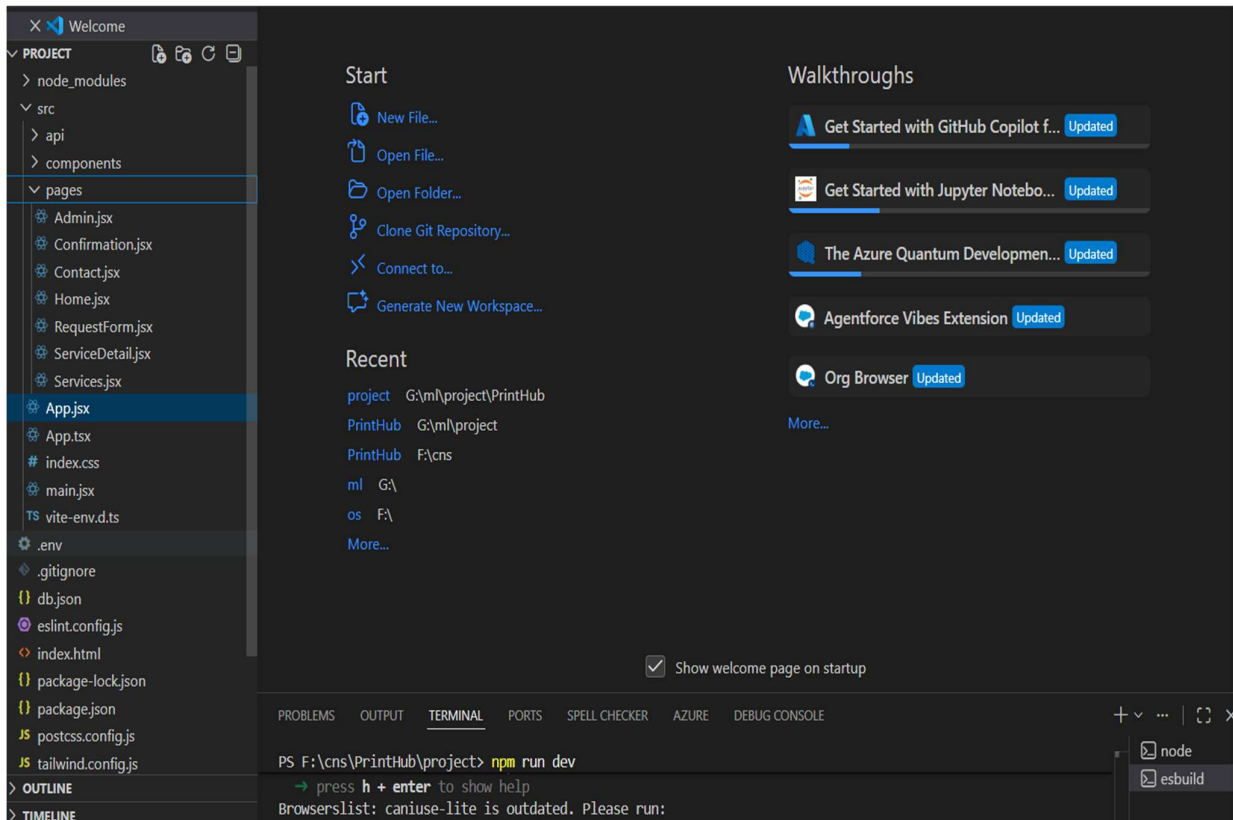 Welcome
PROJECT
node_modules
src
api
components
pages
Admin.jsx
Confirmation.jsx
Contact.jsx
Home.jsx
RequestForm.jsx
ServiceDetail.jsx
Services.jsx
App.jsx
App.tsx
# index.css
main.jsx
TS vite-env.d.ts
.env
.gitignore
{} db.json
eslint.config.js
<> index.html
{} package-lock.json
{} package.json
JS postcss.config.js
JS tailwind.config.js
OUTLINE
TIMELINE
Start
New File...
Open File...
Open Folder...
Clone Git Repository...
Connect to...
Generate New Workspace...
Recent
project G:\ml\project\PrintHub
PrintHub G:\ml\project
PrintHub F:\cns
ml G:\
os F:\
More...
Walkthroughs
Get Started with GitHub Copilot f... Updated
Get Started with Jupyter Notebo... Updated
The Azure Quantum Developmen... Updated
Agentforce Vibes Extension Updated
Org Browser Updated
More...
Show welcome page on startup
PROBLEMS OUTPUT TERMINAL PORTS SPELL CHECKER AZURE DEBUG CONSOLE
PS F:\cns\PrintHub\project> npm run dev
→ press h + enter to show help
Browserslist: caniuse-lite is outdated. Please run:
node
esbuild